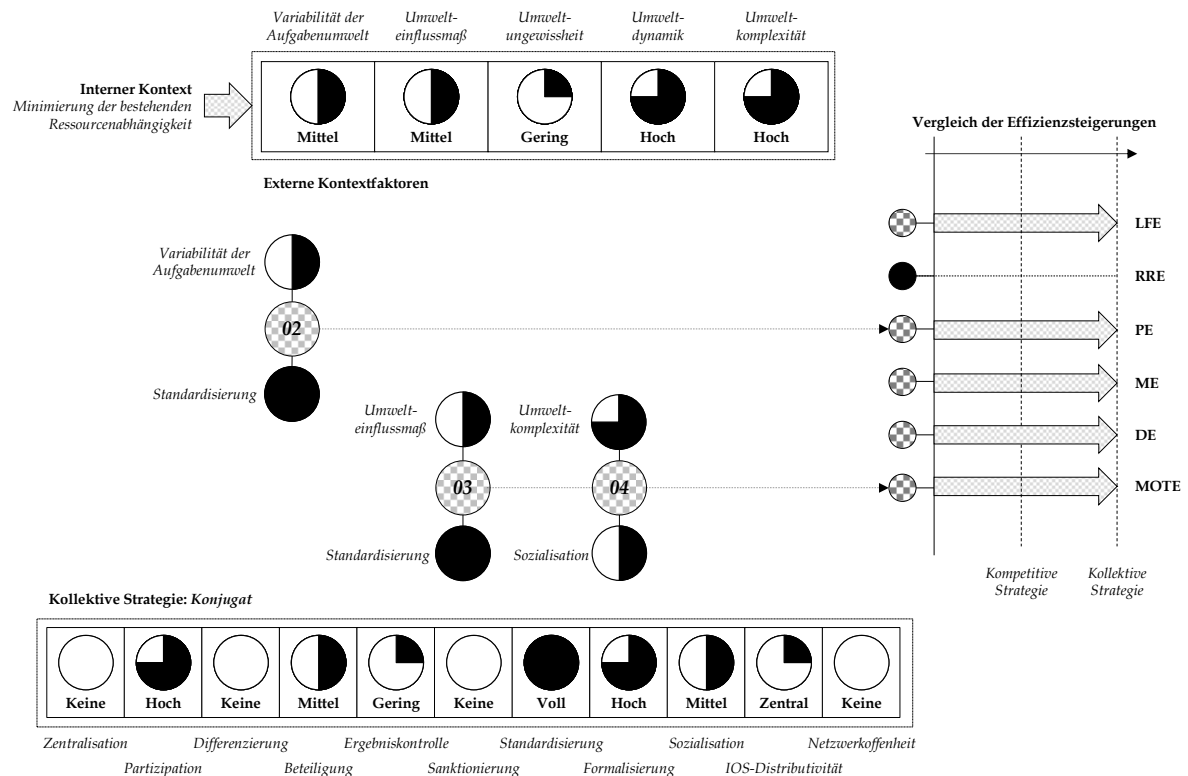 Variabilität der
Aufgabenumwelt
Umwelt-
einflussmaß
Umwelt-
ungewissheit
Umwelt-
dynamik
Umwelt-
komplexität
Interner Kontext
Minimierung der bestehenden
Ressourcenabhängigkeit
Mittel
Mittel
Gering
Hoch
Hoch
Externe Kontextfaktoren
Vergleich der Effizienzsteigerungen
LFE
RRE
PE
ME
DE
MOTE
Kompetitive
Strategie
Kollektive
Strategie
Variabilität der
Aufgabenumwelt
02
Standardisierung
Umwelt-
einflussmaß
03
Standardisierung
Umwelt-
komplexität
04
Sozialisation
Kollektive Strategie: Konjugat
Keine
Hoch
Keine
Mittel
Gering
Keine
Voll
Hoch
Mittel
Zentral
Keine
Zentralisation
Partizipation
Differenzierung
Beteiligung
Ergebniskontrolle
Sanktionierung
Standardisierung
Formalisierung
Sozialisation
IOS-Distributivität
Netzwerkoffenheit